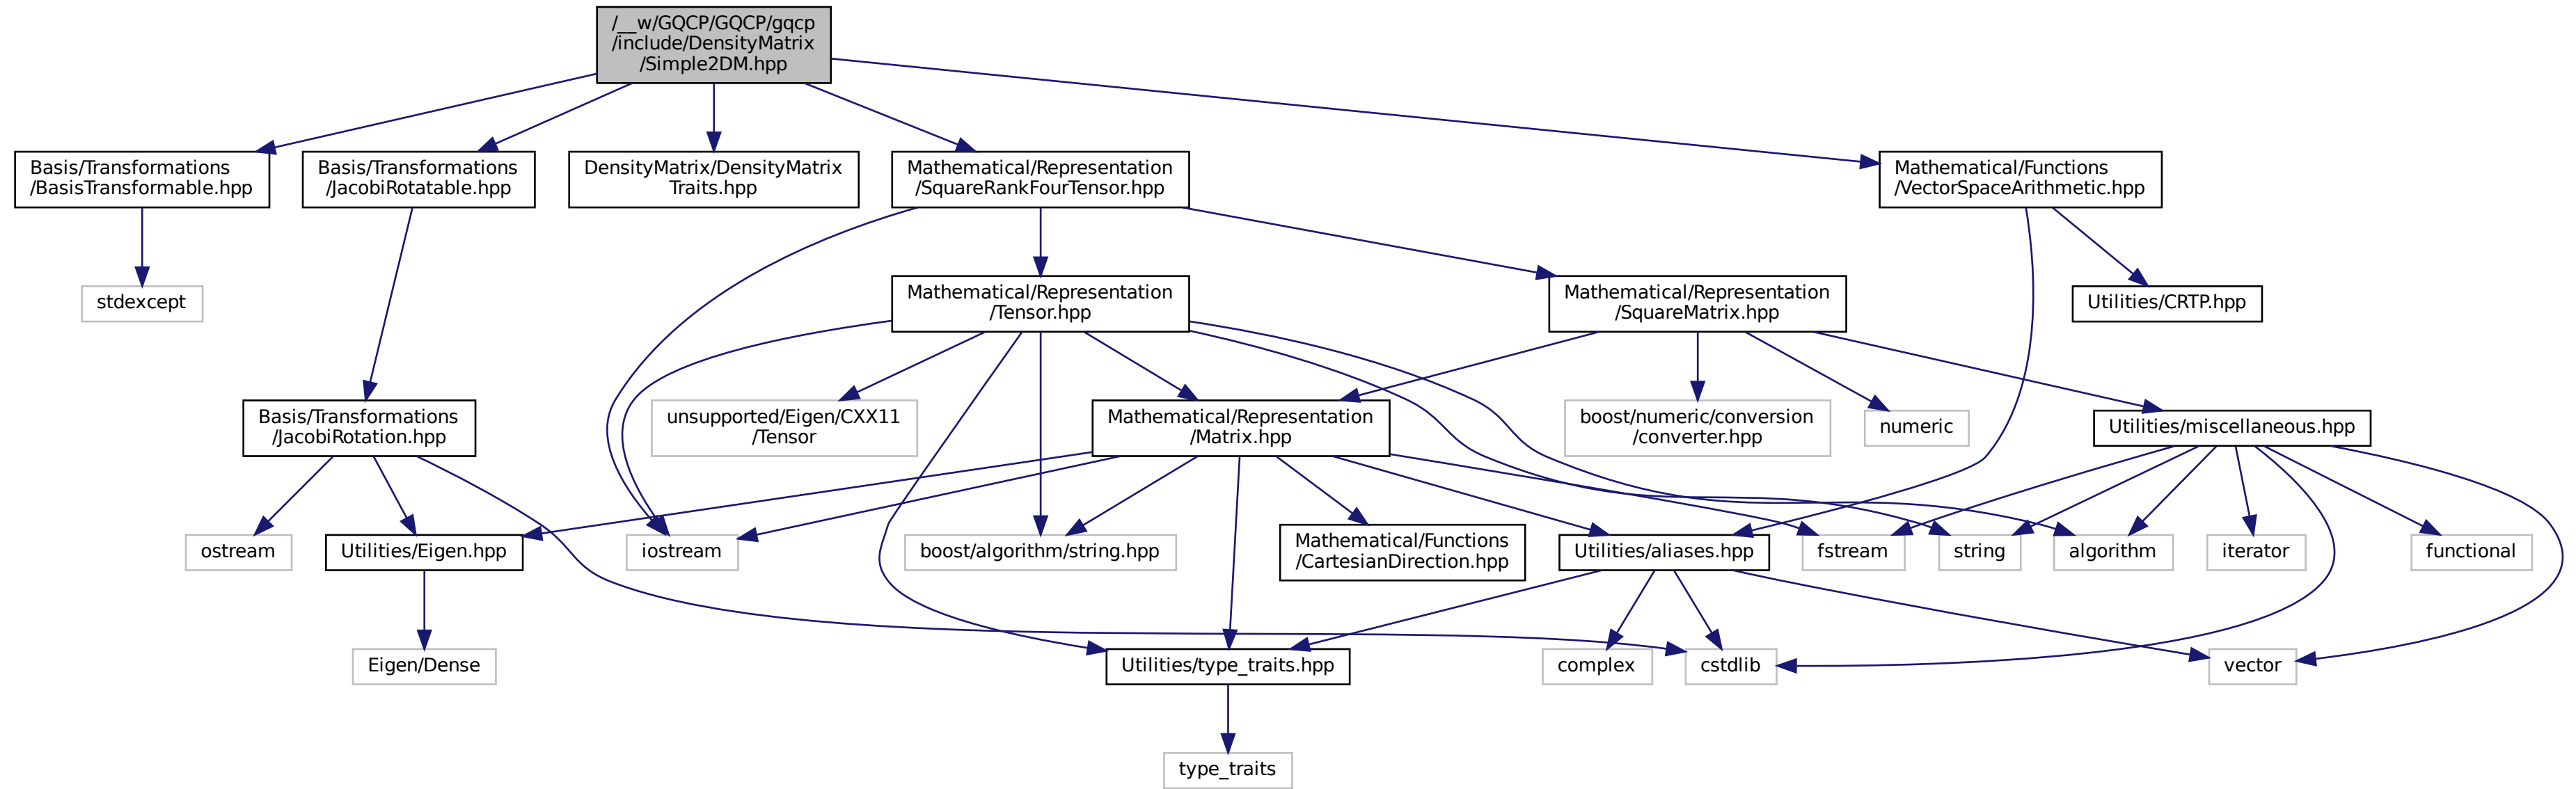 /__w/GQCP/GQCP/gqcp
/include/DensityMatrix
/Simple2DM.hpp
Basis/Transformations
/BasisTransformable.hpp
Basis/Transformations
/JacobiRotatable.hpp
DensityMatrix/DensityMatrix
Traits.hpp
Mathematical/Representation
/SquareRankFourTensor.hpp
Mathematical/Functions
/VectorSpaceArithmetic.hpp
stdexcept
Mathematical/Representation
/Tensor.hpp
Mathematical/Representation
/SquareMatrix.hpp
Utilities/CRTP.hpp
Basis/Transformations
/JacobiRotation.hpp
unsupported/Eigen/CXX11
/Tensor
Mathematical/Representation
/Matrix.hpp
boost/numeric/conversion
/converter.hpp
numeric
Utilities/miscellaneous.hpp
ostream
Utilities/Eigen.hpp
iostream
boost/algorithm/string.hpp
Mathematical/Functions
/CartesianDirection.hpp
Utilities/aliases.hpp
fstream
string
algorithm
iterator
functional
Eigen/Dense
Utilities/type_traits.hpp
complex
cstdlib
vector
type_traits